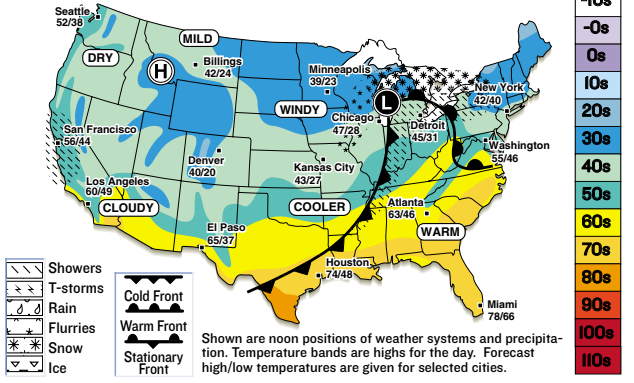 -10s
-0s
0s
10s
20s
30s
40s
50s
60s
70s
80s
90s
100s
110s
Seattle
52/38
DRY
MILD
H
Billings
42/24
Minneapolis
39/23
WINDY
L
Chicago
47/28
Detroit
45/31
New York
42/40
San Francisco
56/44
Denver
40/20
Kansas City
43/27
Washington
55/46
Los Angeles
60/49
CLOUDY
COOLER
Atlanta
63/46
WARM
El Paso
65/37
Houston
74/48
Miami
78/66
Showers
T-storms
Rain
Flurries
Snow
Ice
Cold Front
Warm Front
Stationary
Front
Shown are noon positions of weather systems and precipita-
tion. Temperature bands are highs for the day. Forecast
high/low temperatures are given for selected cities.